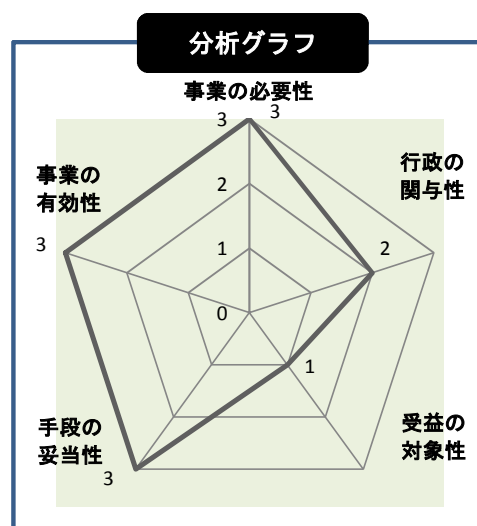 分析グラフ
事業の必要性
3
3
行政の
関与性
事業の
有効性
2
2
3
1
0
1
受益の
対象性
手段の
妥当性
3